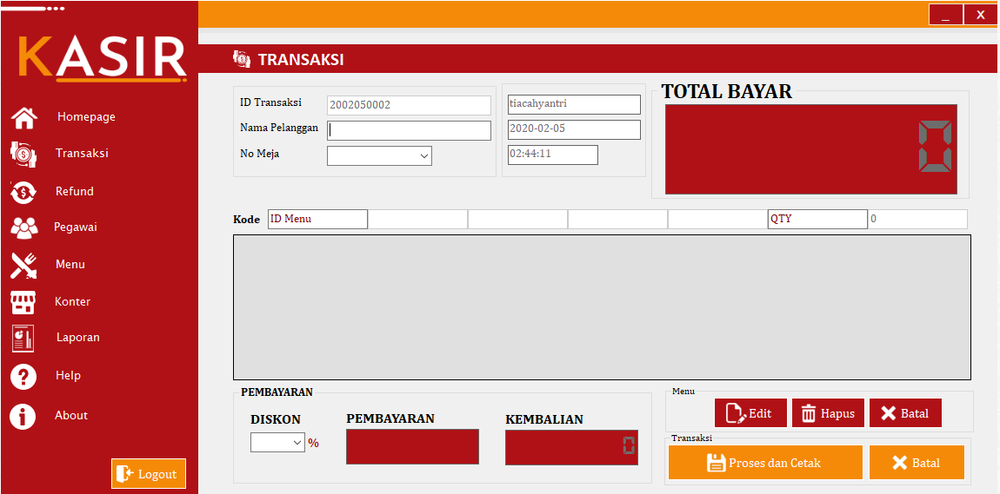 _ X
KASIR
TRANSAKSI
Homepage
Transaksi
Refund
Pegawai
Menu
Konter
Laporan
Help
About
Logout
ID Transaksi 2002050002
Nama Pelanggan
No Meja
tiacahyantri
2020-02-05
02:44:11
TOTAL BAYAR
0
Kode ID Menu QTY 0
PEMBAYARAN
DISKON PEMBAYARAN KEMBALIAN
% 0
Menu
Edit Hapus Batal
Transaksi
Proses dan Cetak Batal